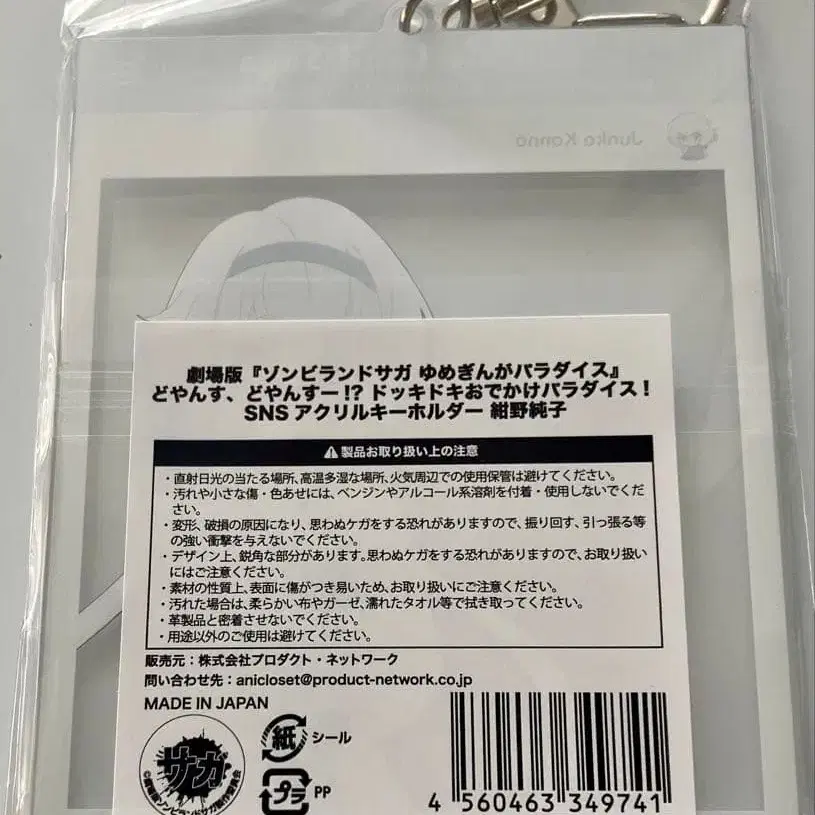 Junko Konno
劇場版『ゾンビランドサガ ゆめぎんがパラダイス』
どやんす、どやんすー!? ドッキドキおでかけパラダイス！
SNS アクリルキーホルダー 紺野純子
製品お取り扱い上の注意
・直射日光の当たる場所、高温多湿な場所、火気周辺での使用保管は避けてください。
・汚れや小さな傷・色あせには、ベンジンやアルコール系溶剤を付着・使用しないでくだ
さい。
・変形、破損の原因になり、思わぬケガをする恐れがありますので、振り回す、引っ張る等
の強い衝撃を与えないでください。
・デザイン上、鋭角な部分があります。思わぬケガをする恐れがありますので、お取り扱い
にはご注意ください。
・素材の性質上、表面に傷がつき易いため、お取り扱いにご注意ください。
・汚れた場合は、柔らかい布やガーゼ、濡れたタオル等で拭き取ってください。
・革製品と密着させないでください。
・用途以外のご使用は避けてください。
販売元：株式会社プロダクト・ネットワーク
問い合わせ先：anicloset@product-network.co.jp
MADE IN JAPAN
サガ
©劇場版ゾンビランドサガ製作委員会
紙 シール
プラ PP
4 560463 349741